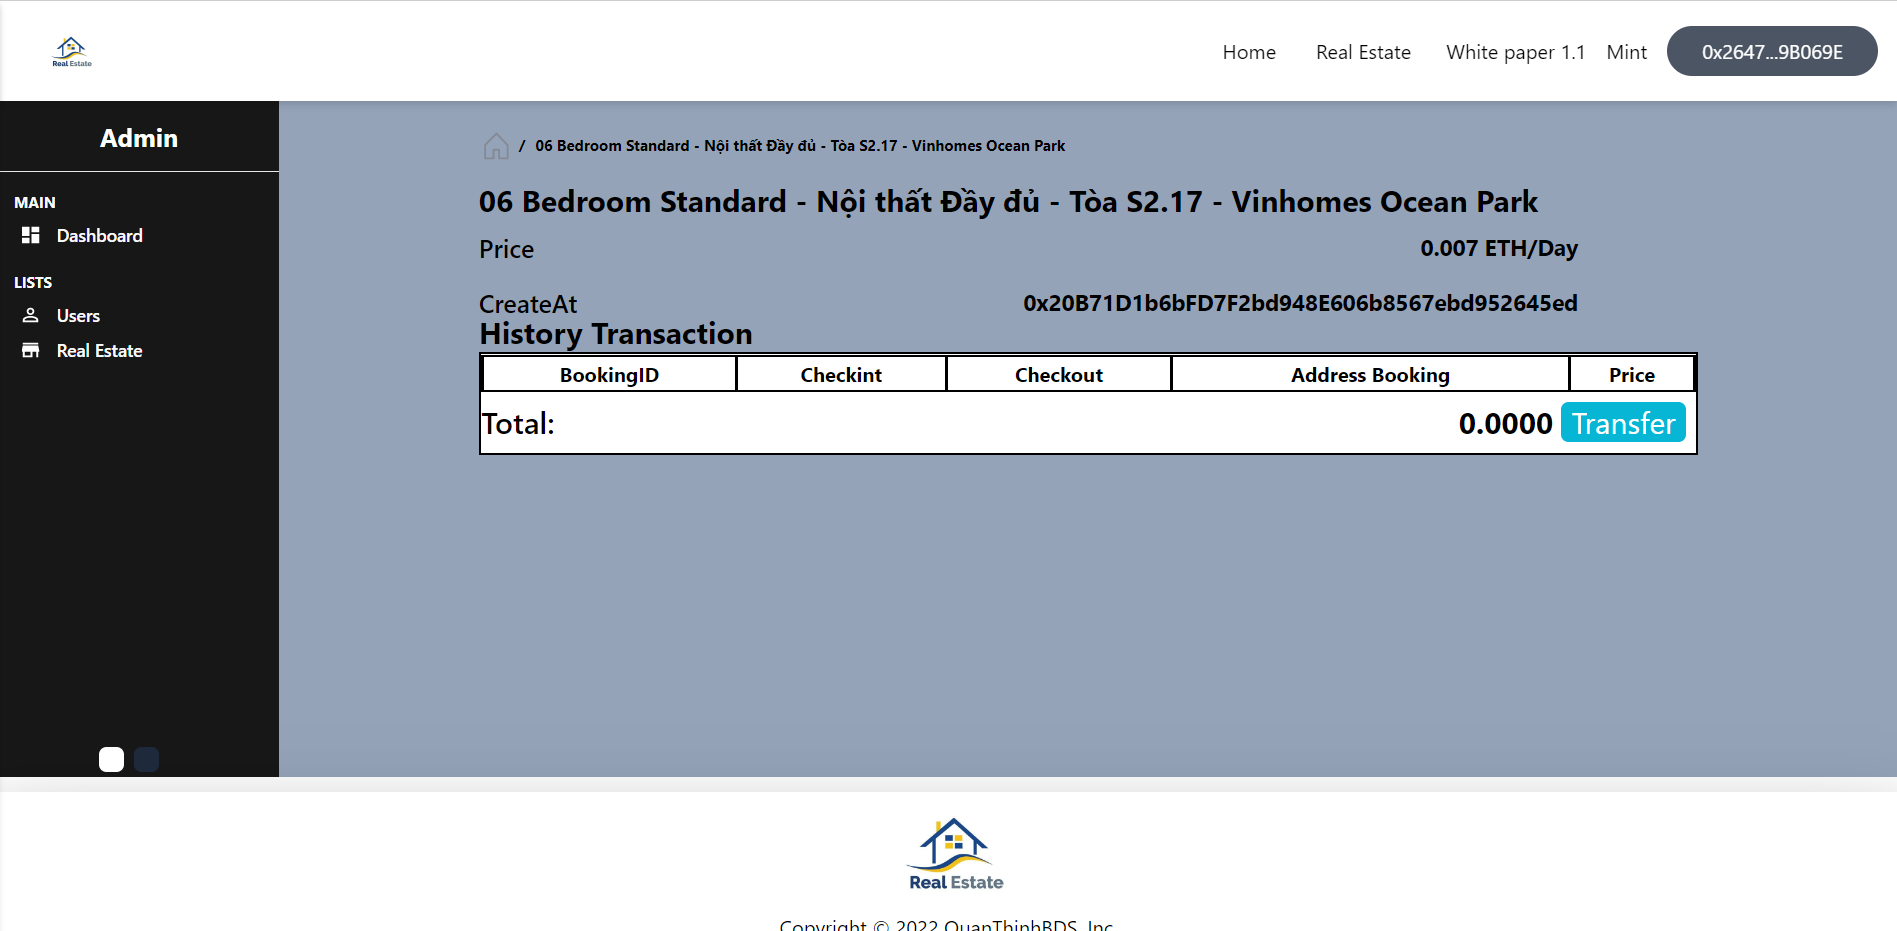 Real Estate
Home Real Estate White paper 1.1 Mint 0x2647...9B069E
Admin
MAIN
Dashboard
LISTS
Users
Real Estate
/ 06 Bedroom Standard - Nội thất Đầy đủ - Tòa S2.17 - Vinhomes Ocean Park
06 Bedroom Standard - Nội thất Đầy đủ - Tòa S2.17 - Vinhomes Ocean Park
Price 0.007 ETH/Day
CreateAt 0x20B71D1b6bFD7F2bd948E606b8567ebd952645ed
History Transaction
BookingID Checkint Checkout Address Booking Price
Total: 0.0000 Transfer
Real Estate
Copyright © 2022 QuanThinhBDS, Inc